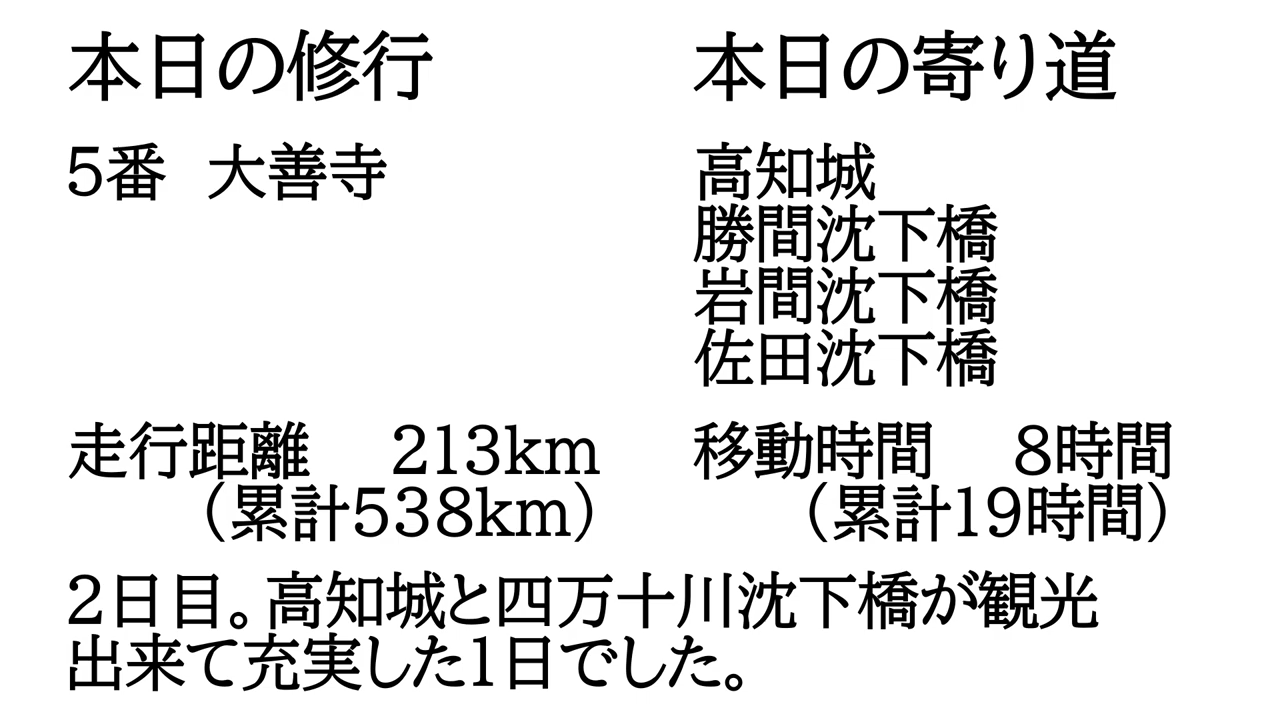 本日の修行
5番　大善寺
本日の寄り道
高知城
勝間沈下橋
岩間沈下橋
佐田沈下橋
走行距離　213km
（累計538km）
移動時間　8時間
（累計19時間）
2日目。高知城と四万十川沈下橋が観光
出来て充実した1日でした。